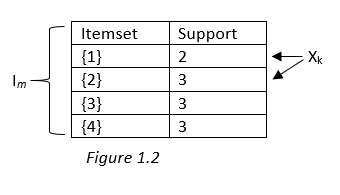 Itemset Support
{1} 2
{2} 3
{3} 3
{4} 3
Im
Xk
Figure 1.2